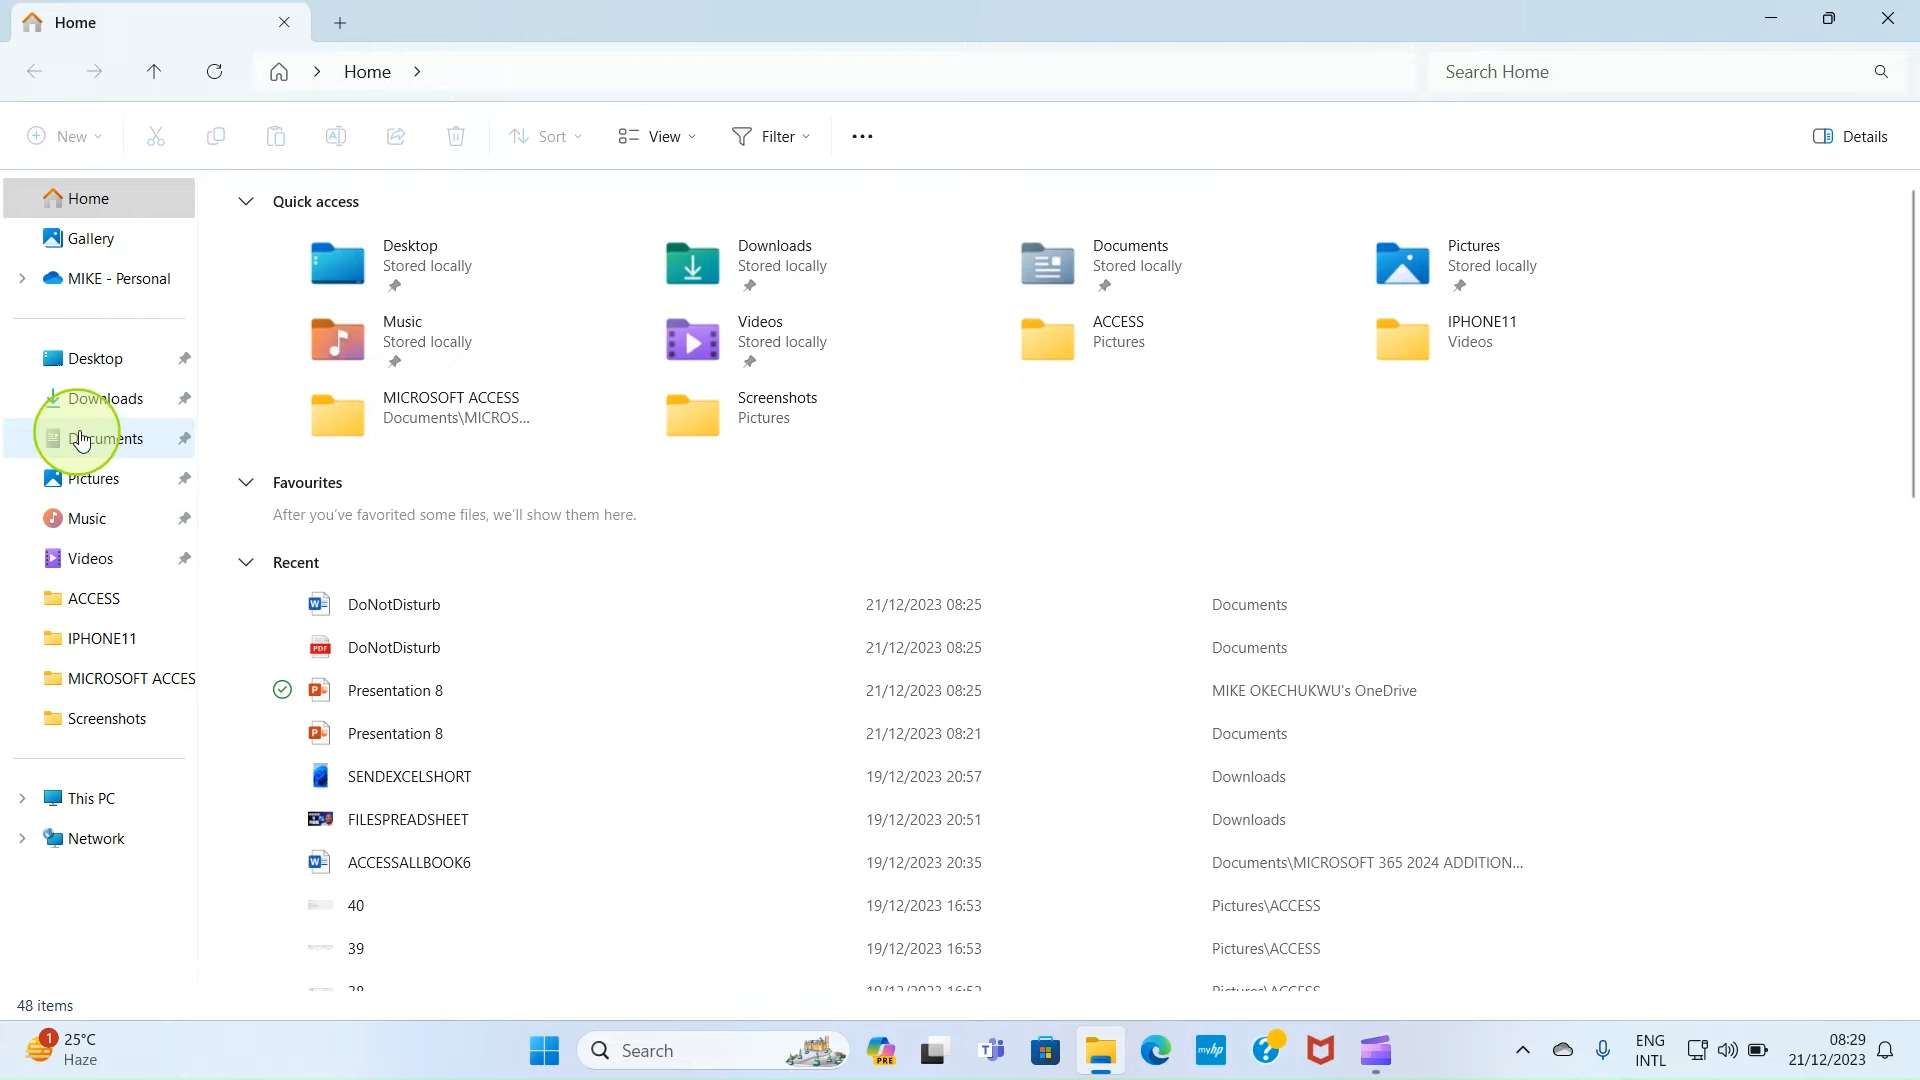 Home
Home
Search Home
New
Sort
View
Filter
Details
Home
Gallery
MIKE - Personal
Desktop
Downloads
Documents
Pictures
Music
Videos
ACCESS
IPHONE11
MICROSOFT ACCES
Screenshots
This PC
Network
Quick access
Desktop
Stored locally
Downloads
Stored locally
Documents
Stored locally
Pictures
Stored locally
Music
Stored locally
Videos
Stored locally
ACCESS
Pictures
IPHONE11
Videos
MICROSOFT ACCESS
Documents\MICROS...
Screenshots
Pictures
Favourites
After you've favorited some files, we'll show them here.
Recent
DoNotDisturb 21/12/2023 08:25 Documents
PDF DoNotDisturb 21/12/2023 08:25 Documents
Presentation 8 21/12/2023 08:25 MIKE OKECHUKWU's OneDrive
Presentation 8 21/12/2023 08:21 Documents
SENDEXCELSHORT 19/12/2023 20:57 Downloads
FILESPREADSHEET 19/12/2023 20:51 Downloads
ACCESSALLBOOK6 19/12/2023 20:35 Documents\MICROSOFT 365 2024 ADDITION...
40 19/12/2023 16:53 Pictures\ACCESS
39 19/12/2023 16:53 Pictures\ACCESS
48 items
1
25°C
Haze
Search
PRE
myhp
ENG
INTL
08:29
21/12/2023